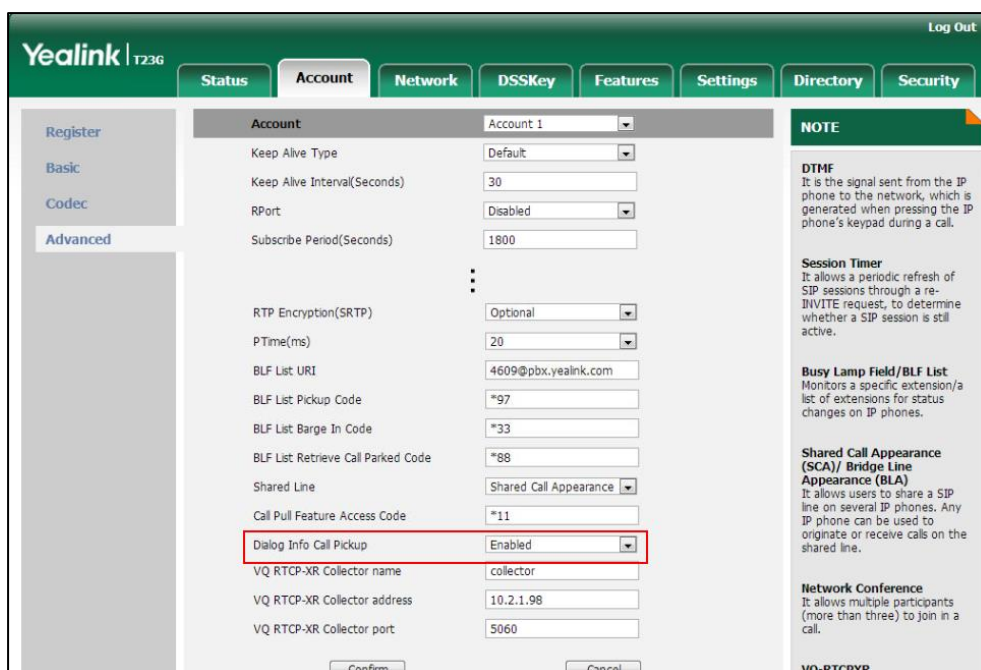 Log Out
Yealink T23G
Status Account Network DSSKey Features Settings Directory Security
Register
Basic
Codec
Advanced
Account Account 1
Keep Alive Type Default
Keep Alive Interval(Seconds) 30
RPort Disabled
Subscribe Period(Seconds) 1800
RTP Encryption(SRTP) Optional
PTime(ms) 20
BLF List URI 4609@pbx.yealink.com
BLF List Pickup Code *97
BLF List Barge In Code *33
BLF List Retrieve Call Parked Code *88
Shared Line Shared Call Appearance
Call Pull Feature Access Code *11
Dialog Info Call Pickup Enabled
VQ RTCP-XR Collector name collector
VQ RTCP-XR Collector address 10.2.1.98
VQ RTCP-XR Collector port 5060
Confirm Cancel
NOTE
DTMF
It is the signal sent from the IP
phone to the network, which is
generated when pressing the IP
phone's keypad during a call.
Session Timer
It allows a periodic refresh of
SIP sessions through a re-
INVITE request, to determine
whether a SIP session is still
active.
Busy Lamp Field/BLF List
Monitors a specific extension/a
list of extensions for status
changes on IP phones.
Shared Call Appearance
(SCA)/ Bridge Line
Appearance (BLA)
It allows users to share a SIP
line on several IP phones. Any
IP phone can be used to
originate or receive calls on the
shared line.
Network Conference
It allows multiple participants
(more than three) to join in a
call.
VQ-RTCPXR